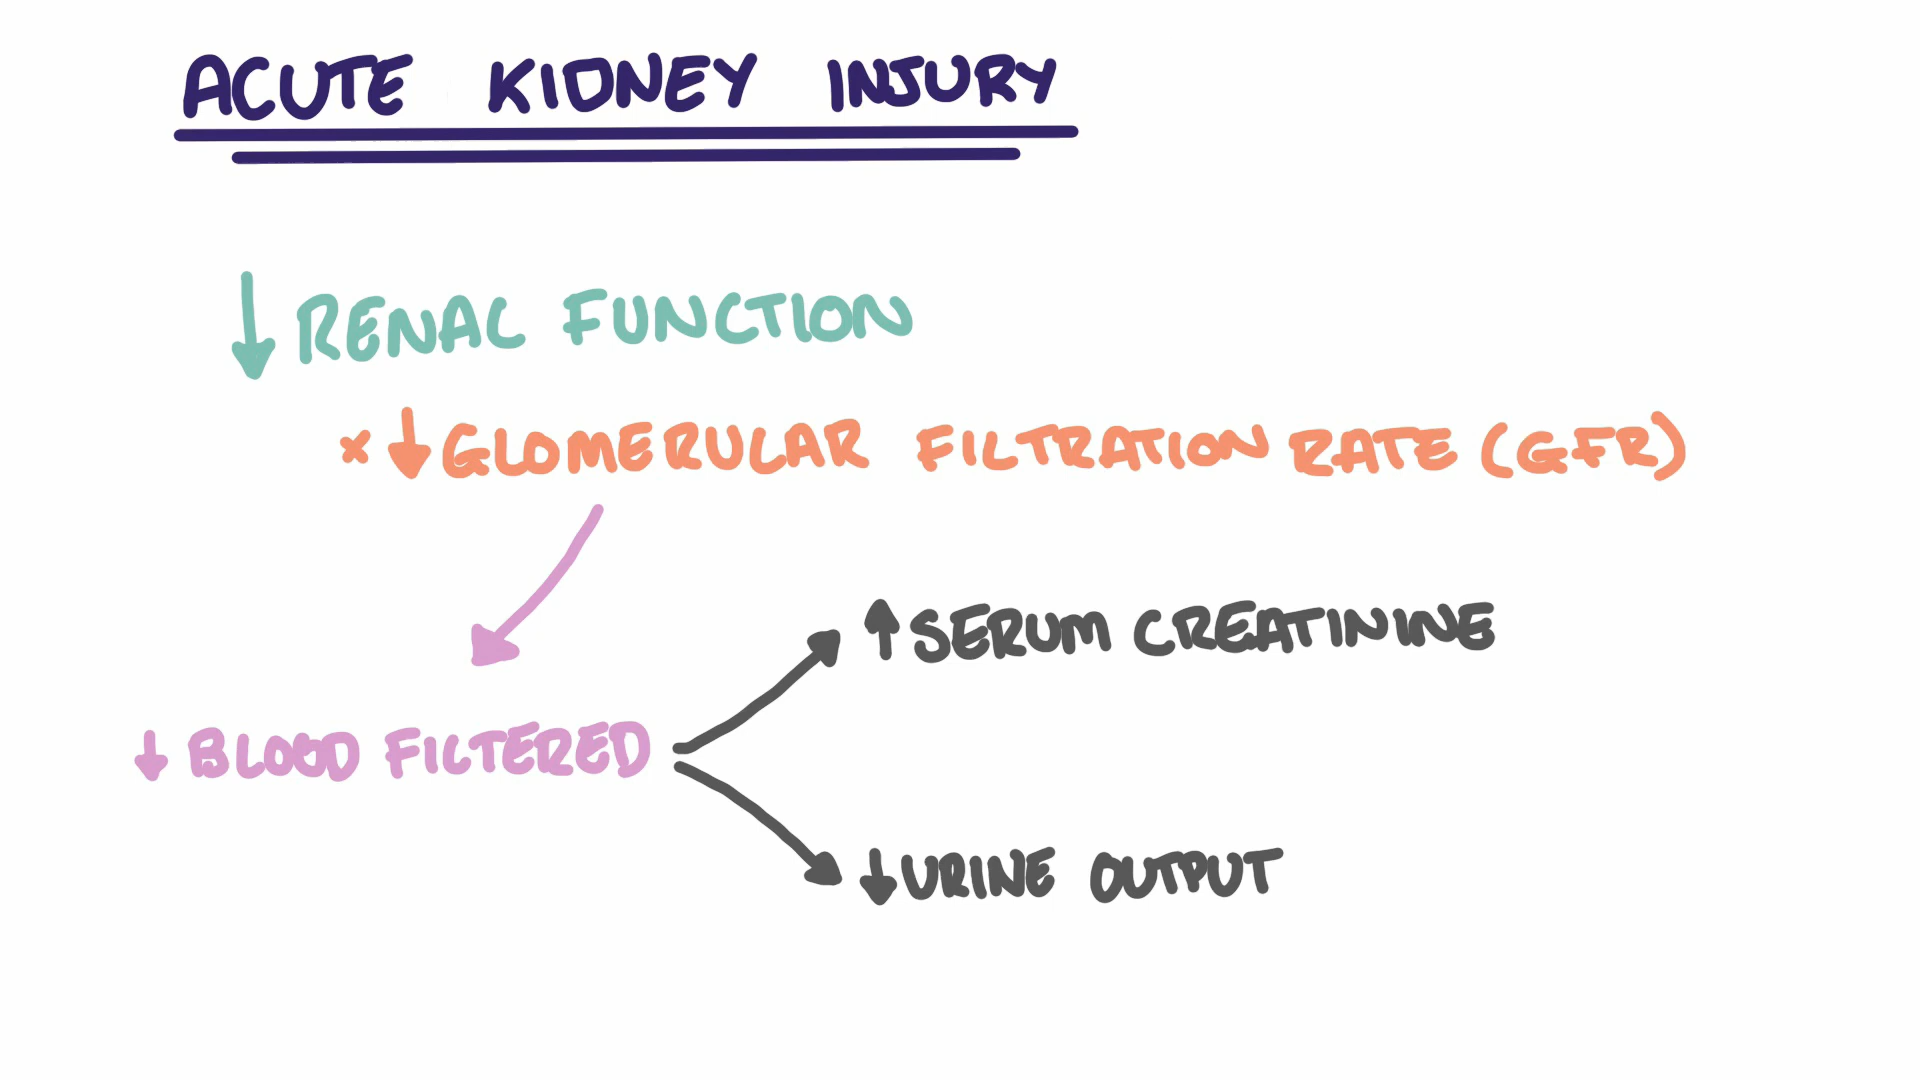 ACUTE KIDNEY INJURY
↓ RENAL FUNCTION
× ↓ GLOMERULAR FILTRATION RATE (GFR)
↑ SERUM CREATININE
↓ BLOOD FILTERED
↓ URINE OUTPUT